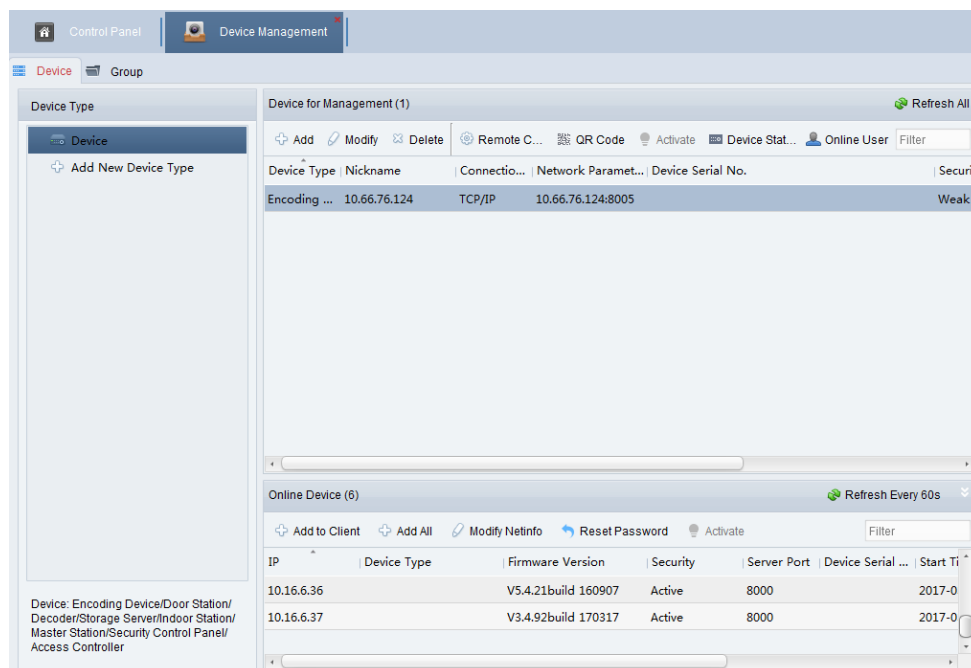 Control Panel
Device Management
Device
Group
Device Type
Device
Add New Device Type
Device: Encoding Device/Door Station/
Decoder/Storage Server/Indoor Station/
Master Station/Security Control Panel/
Access Controller
Device for Management (1)
Refresh All
Add Modify Delete Remote C... QR Code Activate Device Stat... Online User Filter
Device Type Nickname Connectio... Network Paramet... Device Serial No. Securi
Encoding ... 10.66.76.124 TCP/IP 10.66.76.124:8005 Weak
Online Device (6)
Refresh Every 60s
Add to Client Add All Modify Netinfo Reset Password Activate Filter
IP Device Type Firmware Version Security Server Port Device Serial ... Start Ti
10.16.6.36 V5.4.21build 160907 Active 8000 2017-0
10.16.6.37 V3.4.92build 170317 Active 8000 2017-0